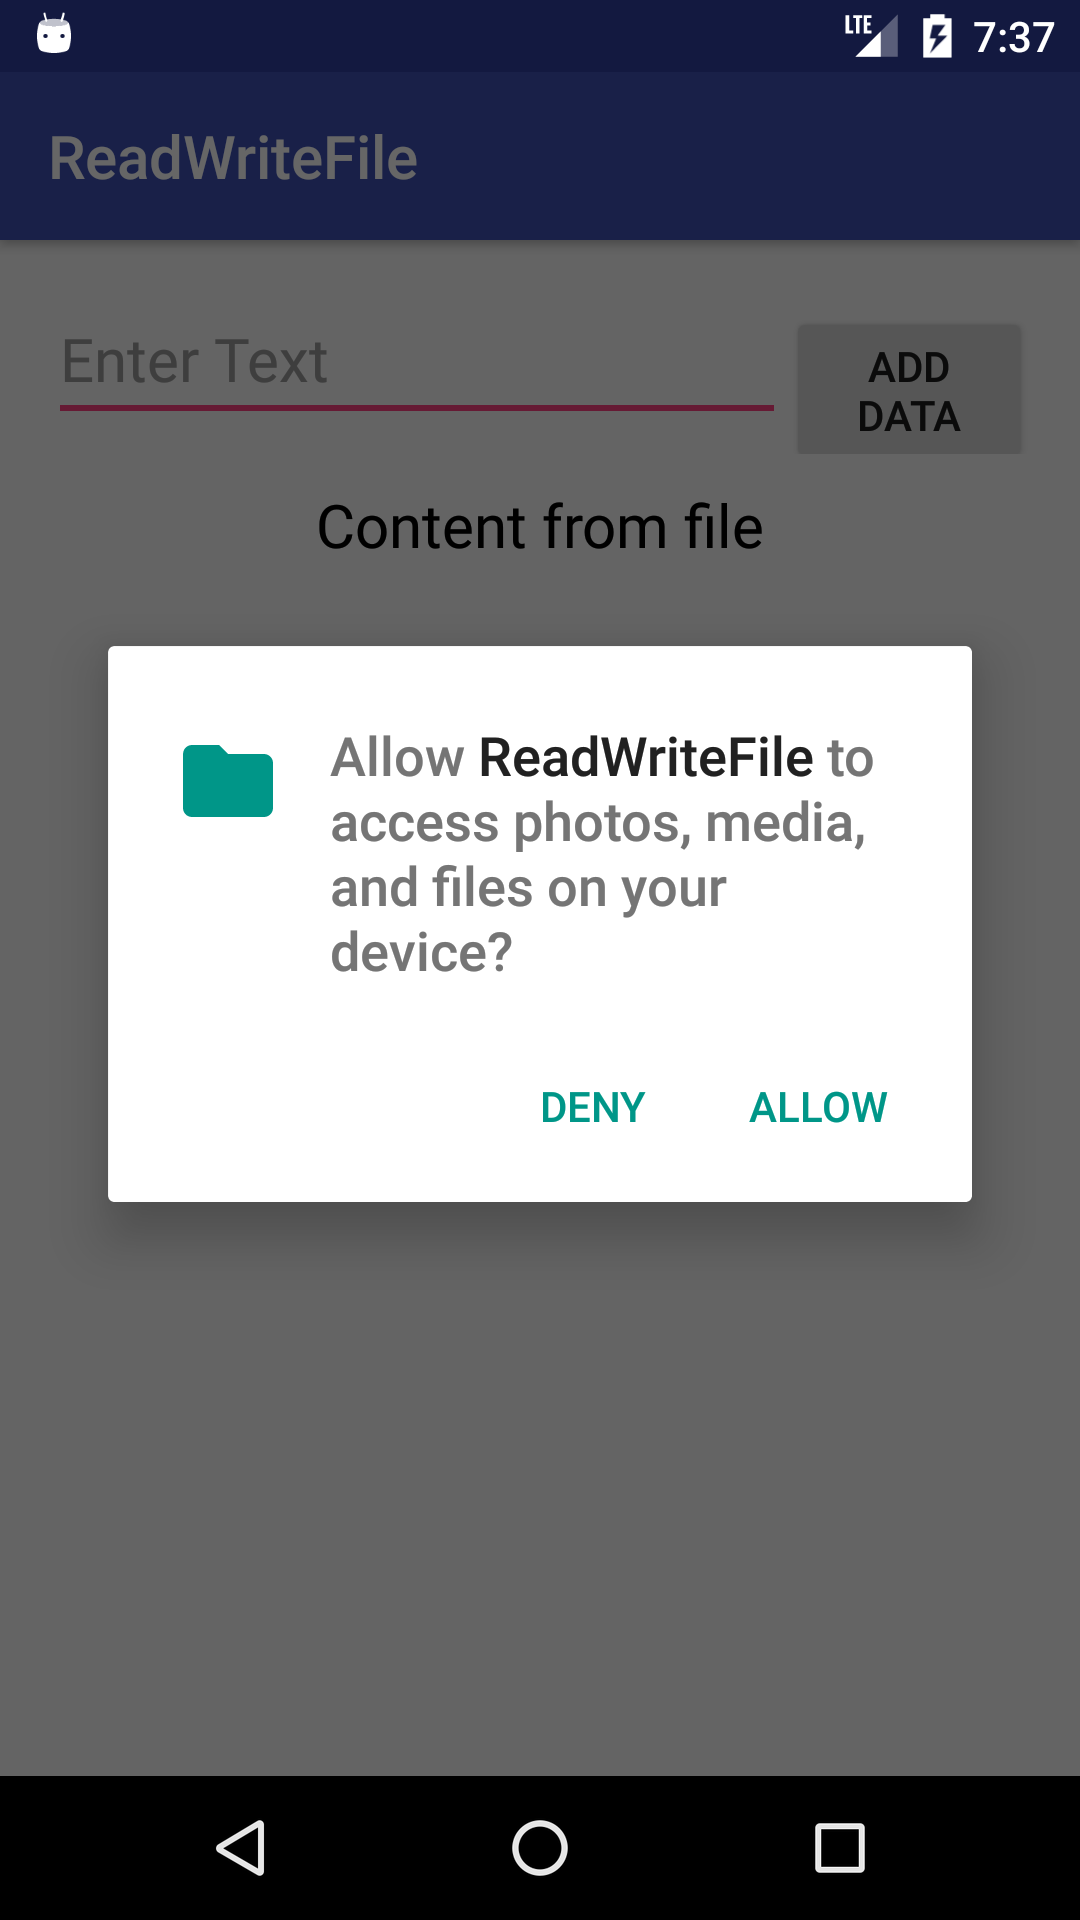 LTE 7:37
ReadWriteFile
Enter Text
ADD
DATA
Content from file
Allow ReadWriteFile to
access photos, media,
and files on your
device?
DENY ALLOW